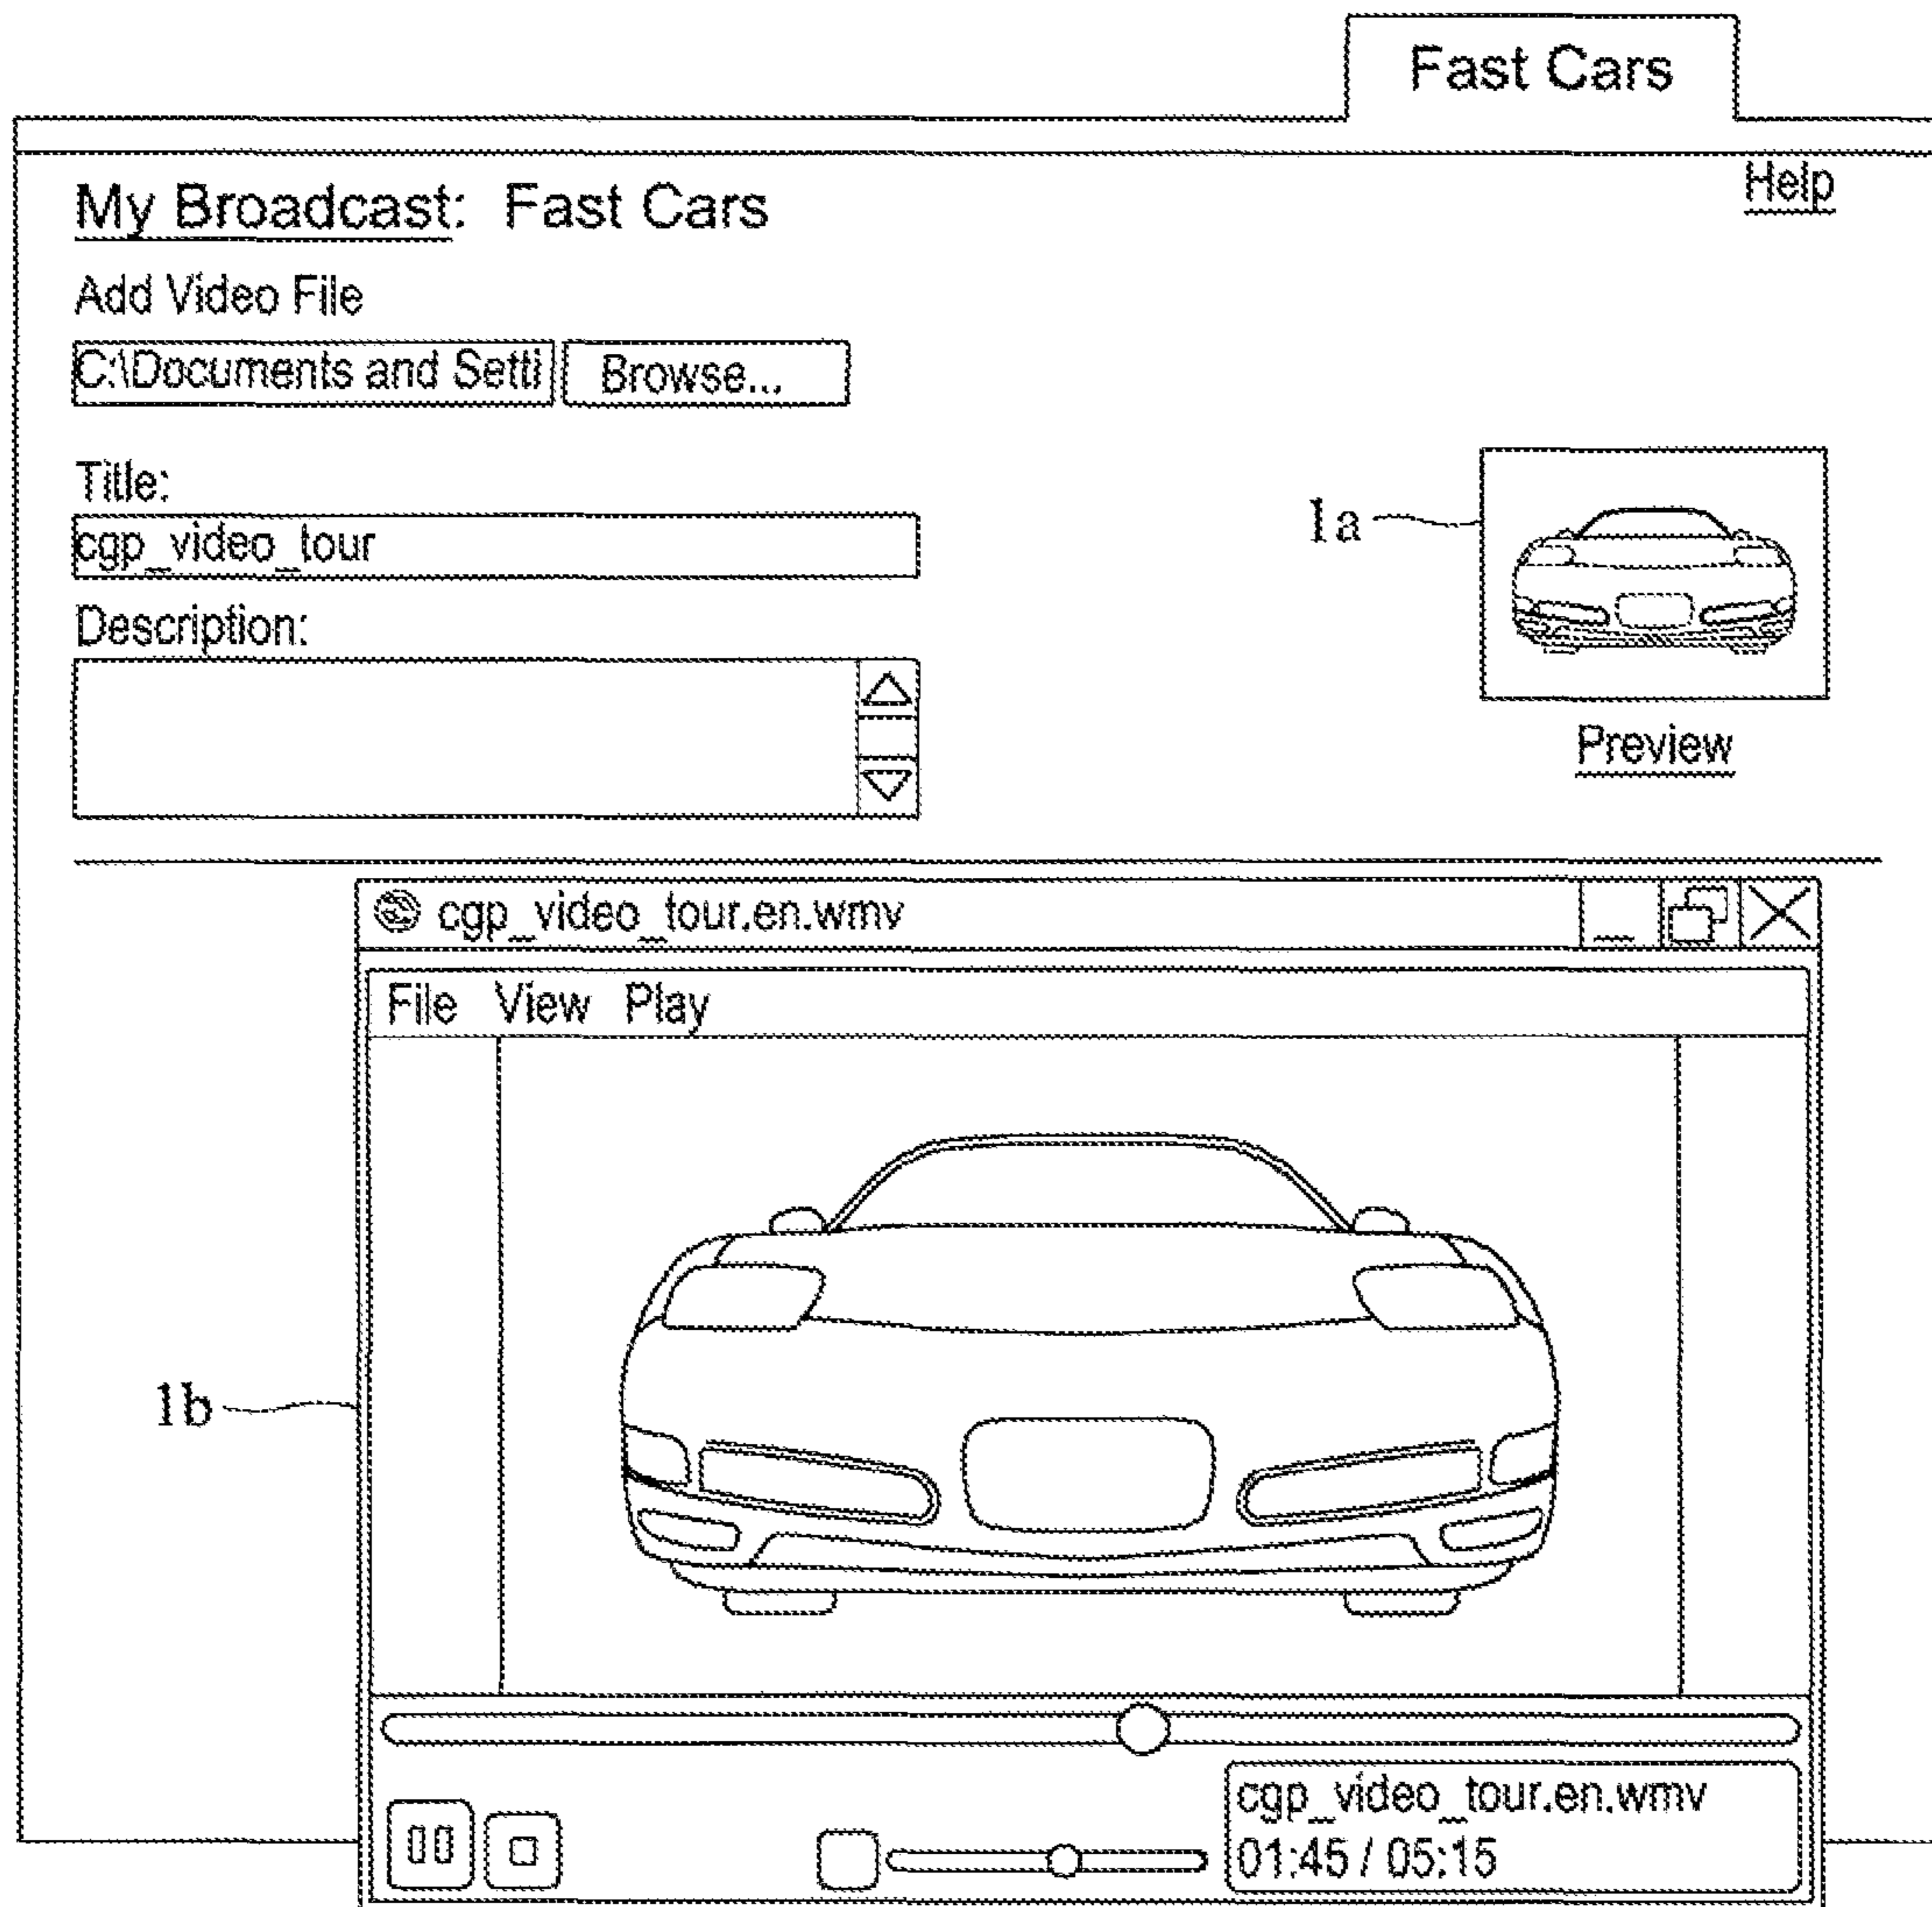 Fast Cars
Help
My Broadcast: Fast Cars
Add Video File
C:\Documents and Setti Browse...
Title:
cgp_video_tour
1a
Description:
Preview
cgp_video_tour.en.wmv
File View Play
1b
cgp_video_tour.en.wmv
01:45 / 05:15